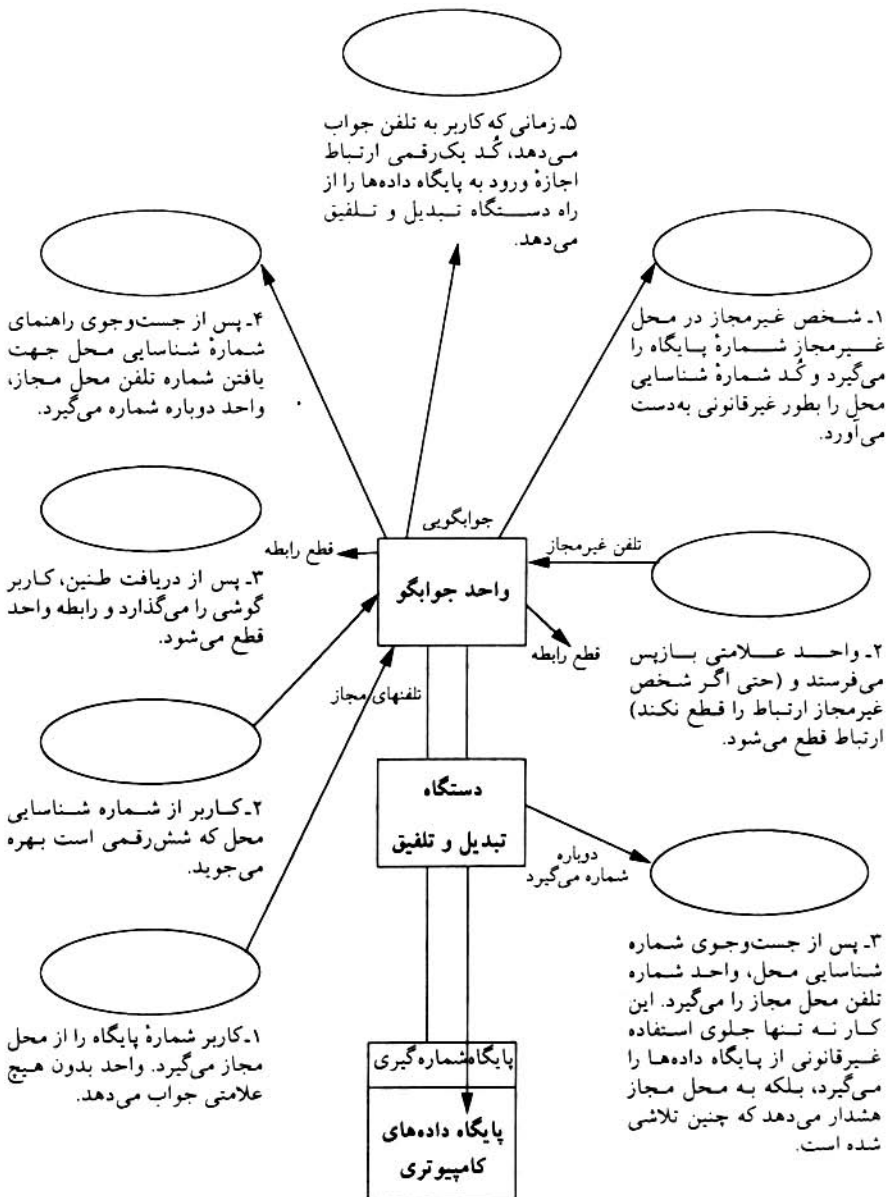 ۵ـ زمانی که کاربر به تلفن جواب
می‌دهد، کُد یک‌رقمی ارتباط
اجازهٔ ورود به پایگاه داده‌ها را از
راه دستگاه تبدیل و تلفیق
می‌دهد.
۱ـ شخص غیرمجاز در محل
غیرمجاز شمارهٔ پایگاه را
می‌گیرد و کُد شمارهٔ شناسایی
محل را بطور غیرقانونی به‌دست
می‌آورد.
۴ـ پس از جست‌وجوی راهنمای
شمارهٔ شناسایی محل جهت
یافتن شماره تلفن محل مجاز،
واحد دوباره شماره می‌گیرد.
جوابگویی
تلفن غیرمجاز
قطع رابطه
واحد جوابگو
قطع رابطه
۳ـ پس از دریافت طنین، کاربر
گوشی را می‌گذارد و رابطه واحد
قطع می‌شود.
۲ـ واحد علامتی بازپس
می‌فرستد و (حتی اگر شخص
غیرمجاز ارتباط را قطع نکند)
ارتباط قطع می‌شود.
تلفنهای مجاز
دستگاه
تبدیل و تلفیق
۲ـ کاربر از شماره شناسایی
محل که شش‌رقمی است بهره
می‌جوید.
دوباره
شماره می‌گیرد
۳ـ پس از جست‌وجوی شماره
شناسایی محل، واحد شماره
تلفن محل مجاز را می‌گیرد. این
کار نه تنها جلوی استفاده
غیرقانونی از پایگاه داده‌ها را
می‌گیرد، بلکه به محل مجاز
هشدار می‌دهد که چنین تلاشی
شده است.
۱ـ کاربر شمارهٔ پایگاه را از محل
مجاز می‌گیرد. واحد بدون هیچ
علامتی جواب می‌دهد.
پایگاه شماره‌گیری
پایگاه داده‌های
کامپیوتری